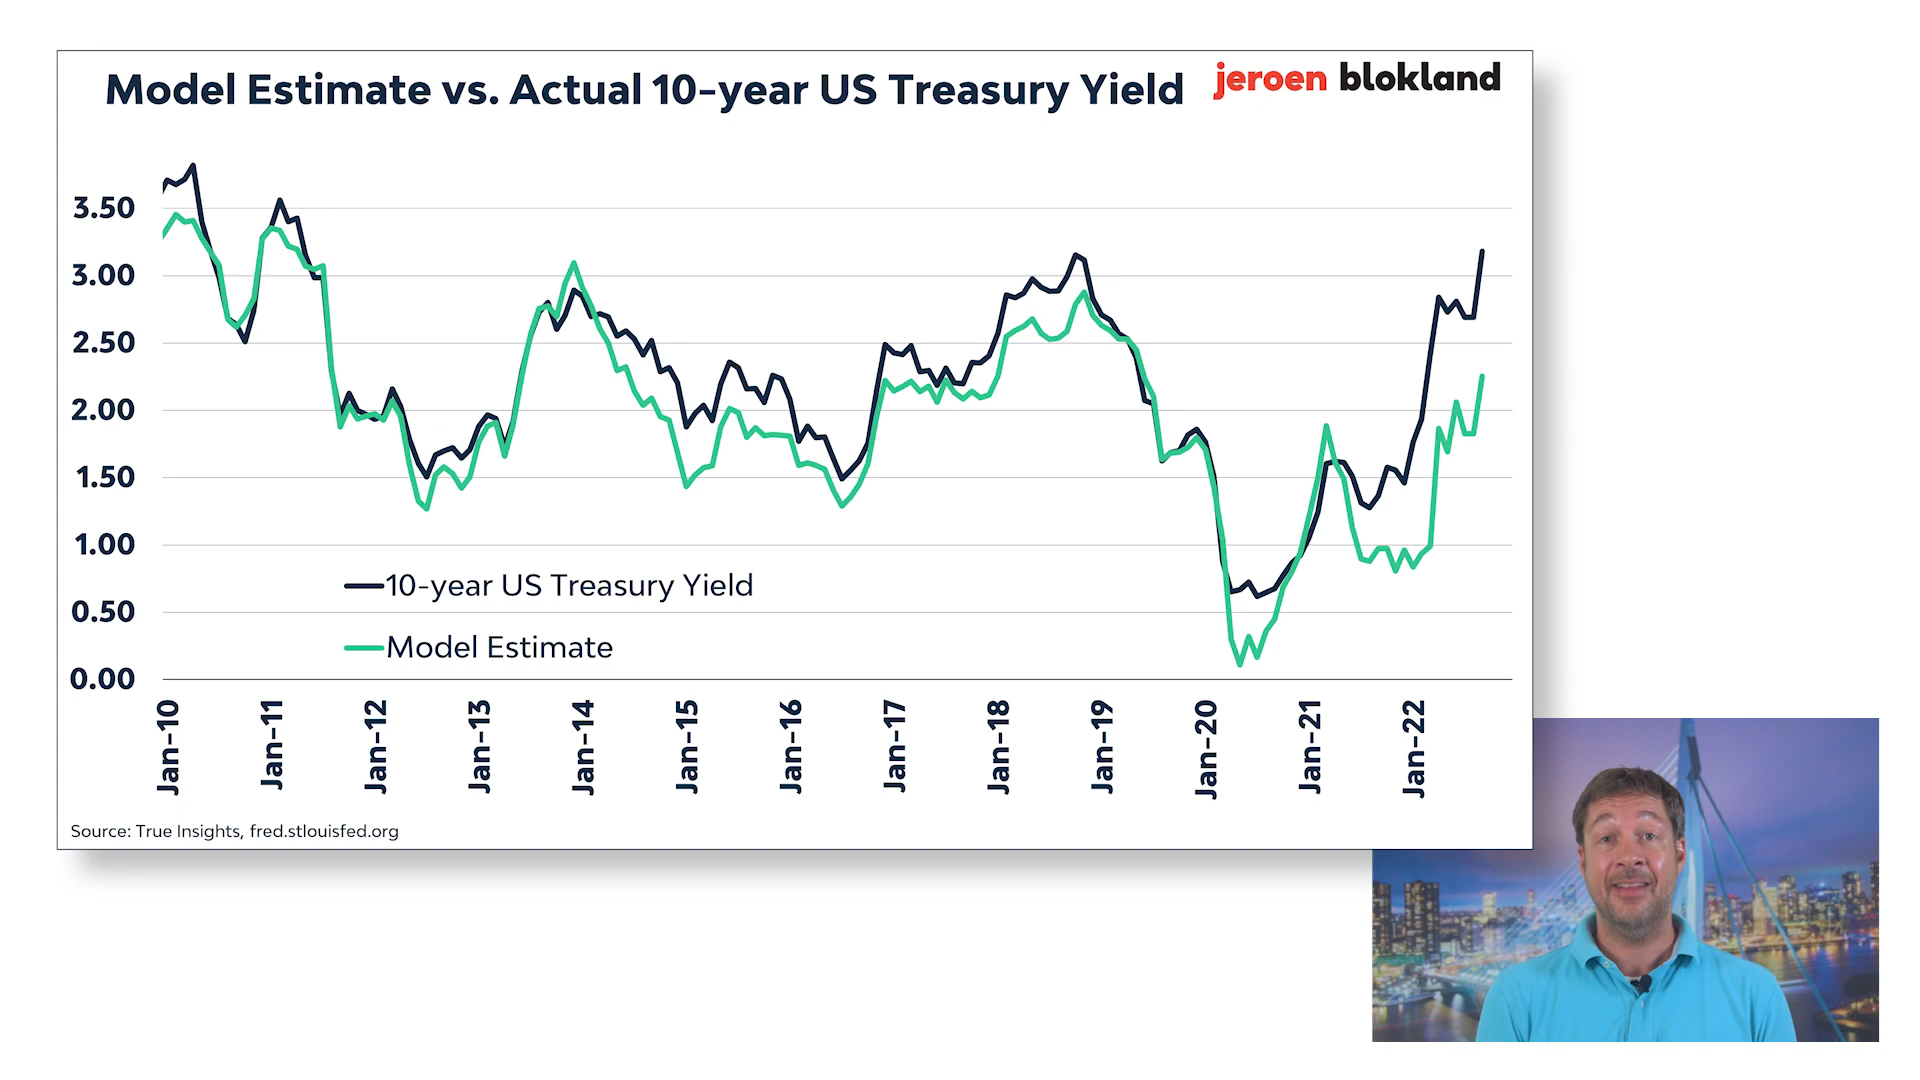 Model Estimate vs. Actual 10-year US Treasury Yield
jeroen blokland
3.50
3.00
2.50
2.00
1.50
1.00
0.50
0.00
10-year US Treasury Yield
Model Estimate
Jan-10
Jan-11
Jan-12
Jan-13
Jan-14
Jan-15
Jan-16
Jan-17
Jan-18
Jan-19
Jan-20
Jan-21
Jan-22
Source: True Insights, fred.stlouisfed.org